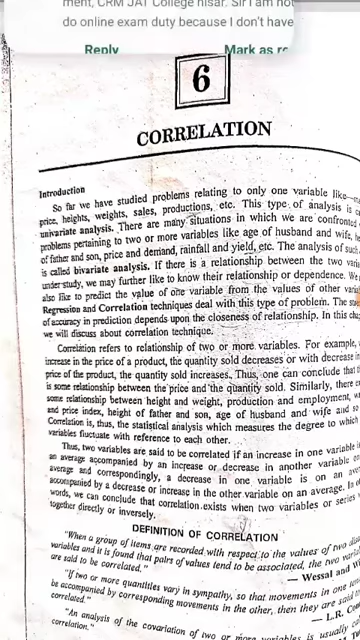 ment, CRM JAT College hisar. Sir I am not
do online exam duty because I don't have
Reply Mark as re
6
CORRELATION
Introduction
So far we have studied problems relating to only one variable like
price, heights, weights, sales, productions, etc. This type of analysis is
univariate analysis. There are many situations in which we are confronted
problems pertaining to two or more variables like age of husband and wife,
of father and son, price and demand, rainfall and yield, etc. The analysis of such
is called bivariate analysis. If there is a relationship between the two
under study, we may further like to know their relationship or dependence. We
also like to predict the value of one variable from the values of other
Regression and Correlation techniques deal with this type of problem. The
of accuracy in prediction depends upon the closeness of relationship. In this
we will discuss about correlation technique.
Correlation refers to relationship of two or more variables. For example,
increase in the price of a product, the quantity sold decreases or with decrease in
price of the product, the quantity sold increases. Thus, one can conclude that
is some relationship between the price and the quantity sold. Similarly, there
some relationship between height and weight, production and employment,
and price index, height of father and son, age of husband and wife and so
Correlation is, thus, the statistical analysis which measures the degree to which
variables fluctuate with reference to each other.
Thus, two variables are said to be correlated if an increase in one variable
an average accompanied by an increase or decrease in another variable
average and correspondingly, a decrease in one variable is on an
accompanied by a decrease or increase in the other variable on an average. In
words, we can conclude that correlation exists when two variables or series
together directly or inversely.
DEFINITION OF CORRELATION
"When a group of items are recorded with respect to the values of two
variables and it is found that pairs of values tend to be associated, the two
are said to be correlated."
— Wessal and
"If two or more quantities vary in sympathy, so that movements in one
be accompanied by corresponding movements in the other, then they are said to
correlated."
— L.R.
"An analysis of the covariation of two or more variables is usually
correlation."